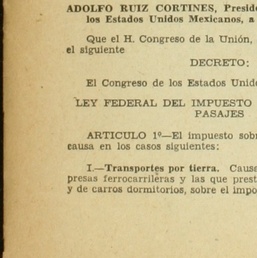 ADOLFO RUIZ CORTINES, Presid
los Estados Unidos Mexicanos, a
Que el H. Congreso de la Unión,
el siguiente
DECRETO:
El Congreso de los Estados Unido
LEY FEDERAL DEL IMPUESTO
PASAJES
ARTICULO 1º—El impuesto sobr
causa en los casos siguientes:
I.—Transportes por tierra. Causa
presas ferrocarrileras y las que prest
y de carros dormitorios, sobre el impo